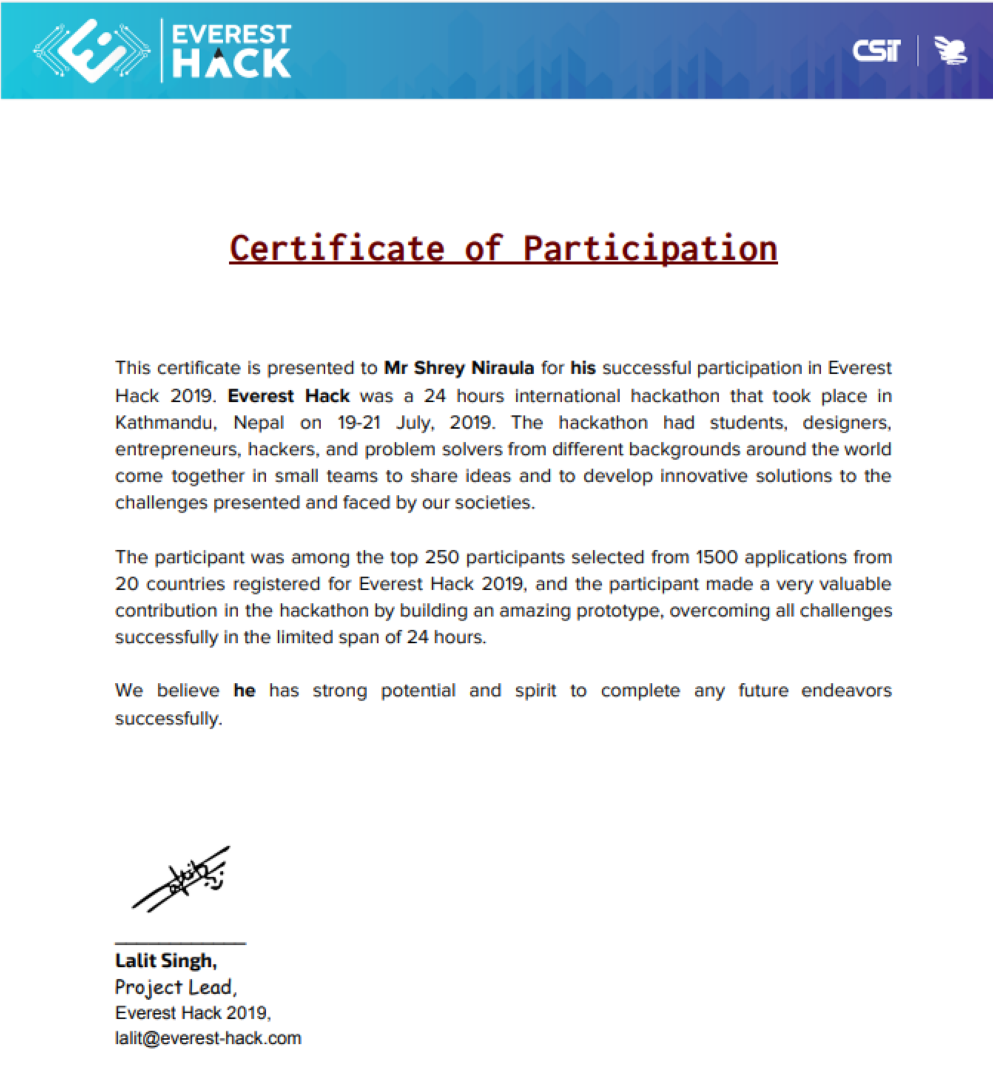 EVEREST
HACK
CSIT
Certificate of Participation
This certificate is presented to Mr Shrey Niraula for his successful participation in Everest
Hack 2019. Everest Hack was a 24 hours international hackathon that took place in
Kathmandu, Nepal on 19-21 July, 2019. The hackathon had students, designers,
entrepreneurs, hackers, and problem solvers from different backgrounds around the world
come together in small teams to share ideas and to develop innovative solutions to the
challenges presented and faced by our societies.
The participant was among the top 250 participants selected from 1500 applications from
20 countries registered for Everest Hack 2019, and the participant made a very valuable
contribution in the hackathon by building an amazing prototype, overcoming all challenges
successfully in the limited span of 24 hours.
We believe he has strong potential and spirit to complete any future endeavors
successfully.
Lalit Singh,
Project Lead,
Everest Hack 2019,
lalit@everest-hack.com